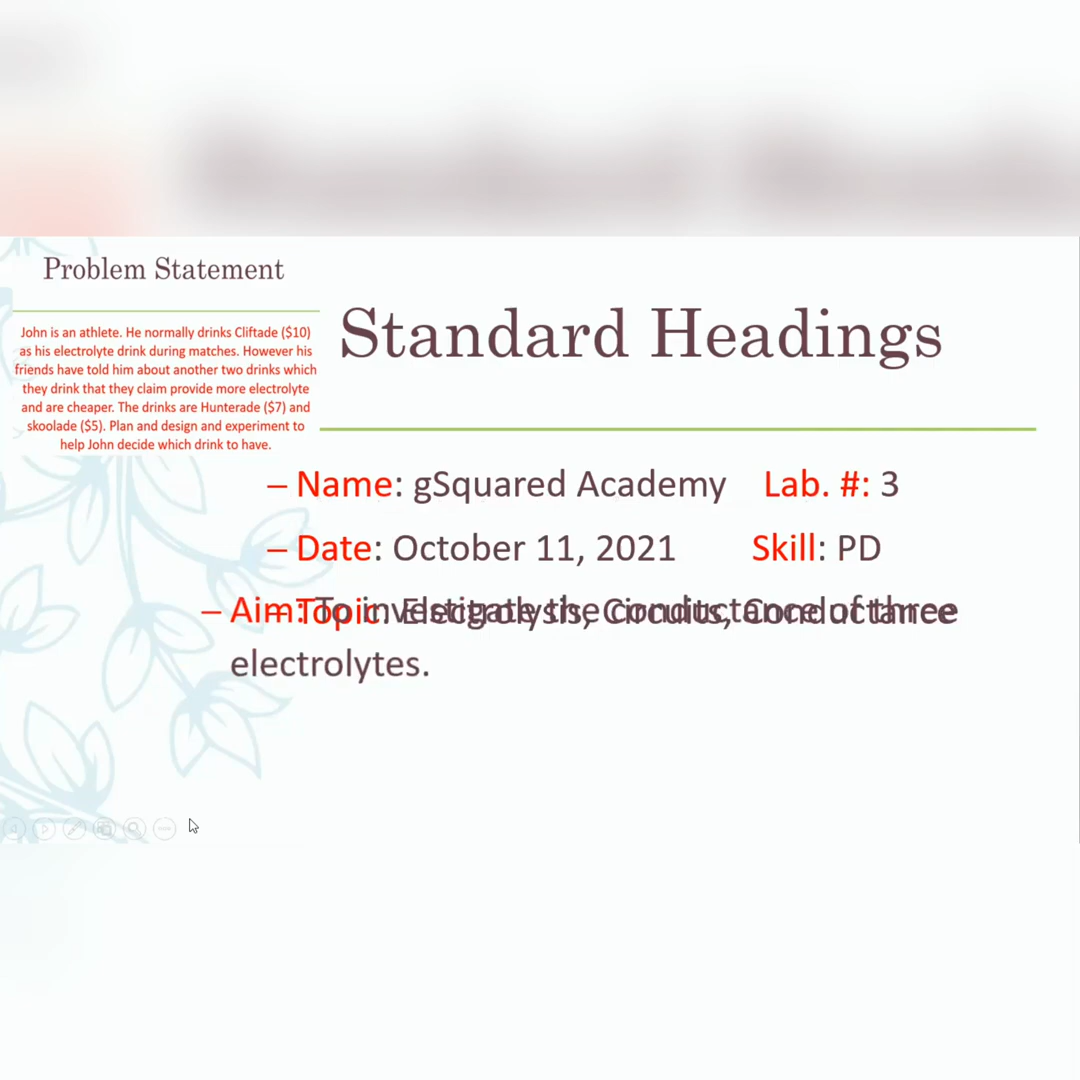 Problem Statement
John is an athlete. He normally drinks Cliftade ($10)
as his electrolyte drink during matches. However his
friends have told him about another two drinks which
they drink that they claim provide more electrolyte
and are cheaper. The drinks are Hunterade ($7) and
skoolade ($5). Plan and design and experiment to
help John decide which drink to have.
Standard Headings
– Name: gSquared Academy Lab. #: 3
– Date: October 11, 2021 Skill: PD
– Topic: Electrolysis, Circuits, Conductance
– Aim: To investigate the conductance of three
electrolytes.